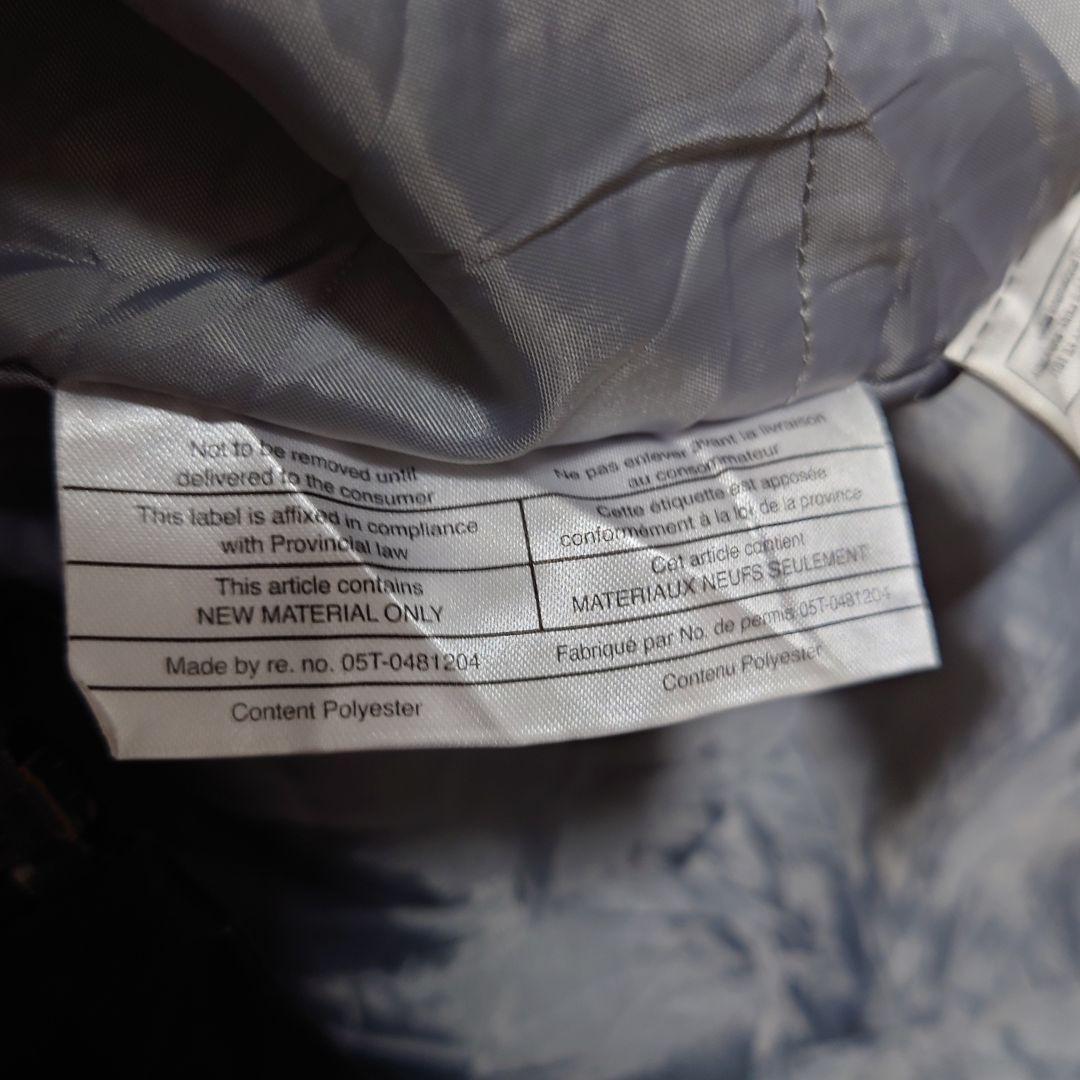 Not to be removed until
delivered to the consumor
This label is affixed in compliance
with Provincial law
This article contains
NEW MATERIAL ONLY
Made by re. no. 05T-0481204
Content Polyester
Ne pas enlever avant la livraison
au consommateur
Cette étiquette est apposée
conformément à la loi de la province
Cet article contient
MATERIAUX NEUFS SEULEMENT
Fabriqué par No. de permis:05T-0481204
Contenu Polyester